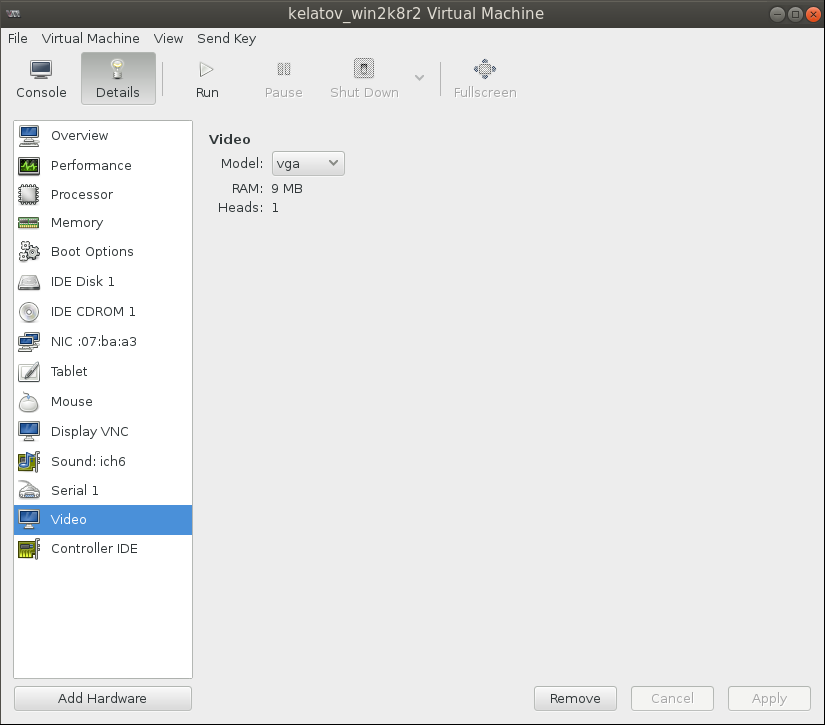 kelatov_win2k8r2 Virtual Machine
File Virtual Machine View Send Key
Console Details Run Pause Shut Down Fullscreen
Overview
Performance
Processor
Memory
Boot Options
IDE Disk 1
IDE CDROM 1
NIC :07:ba:a3
Tablet
Mouse
Display VNC
Sound: ich6
Serial 1
Video
Controller IDE
Video
Model: vga
RAM: 9 MB
Heads: 1
Add Hardware Remove Cancel Apply